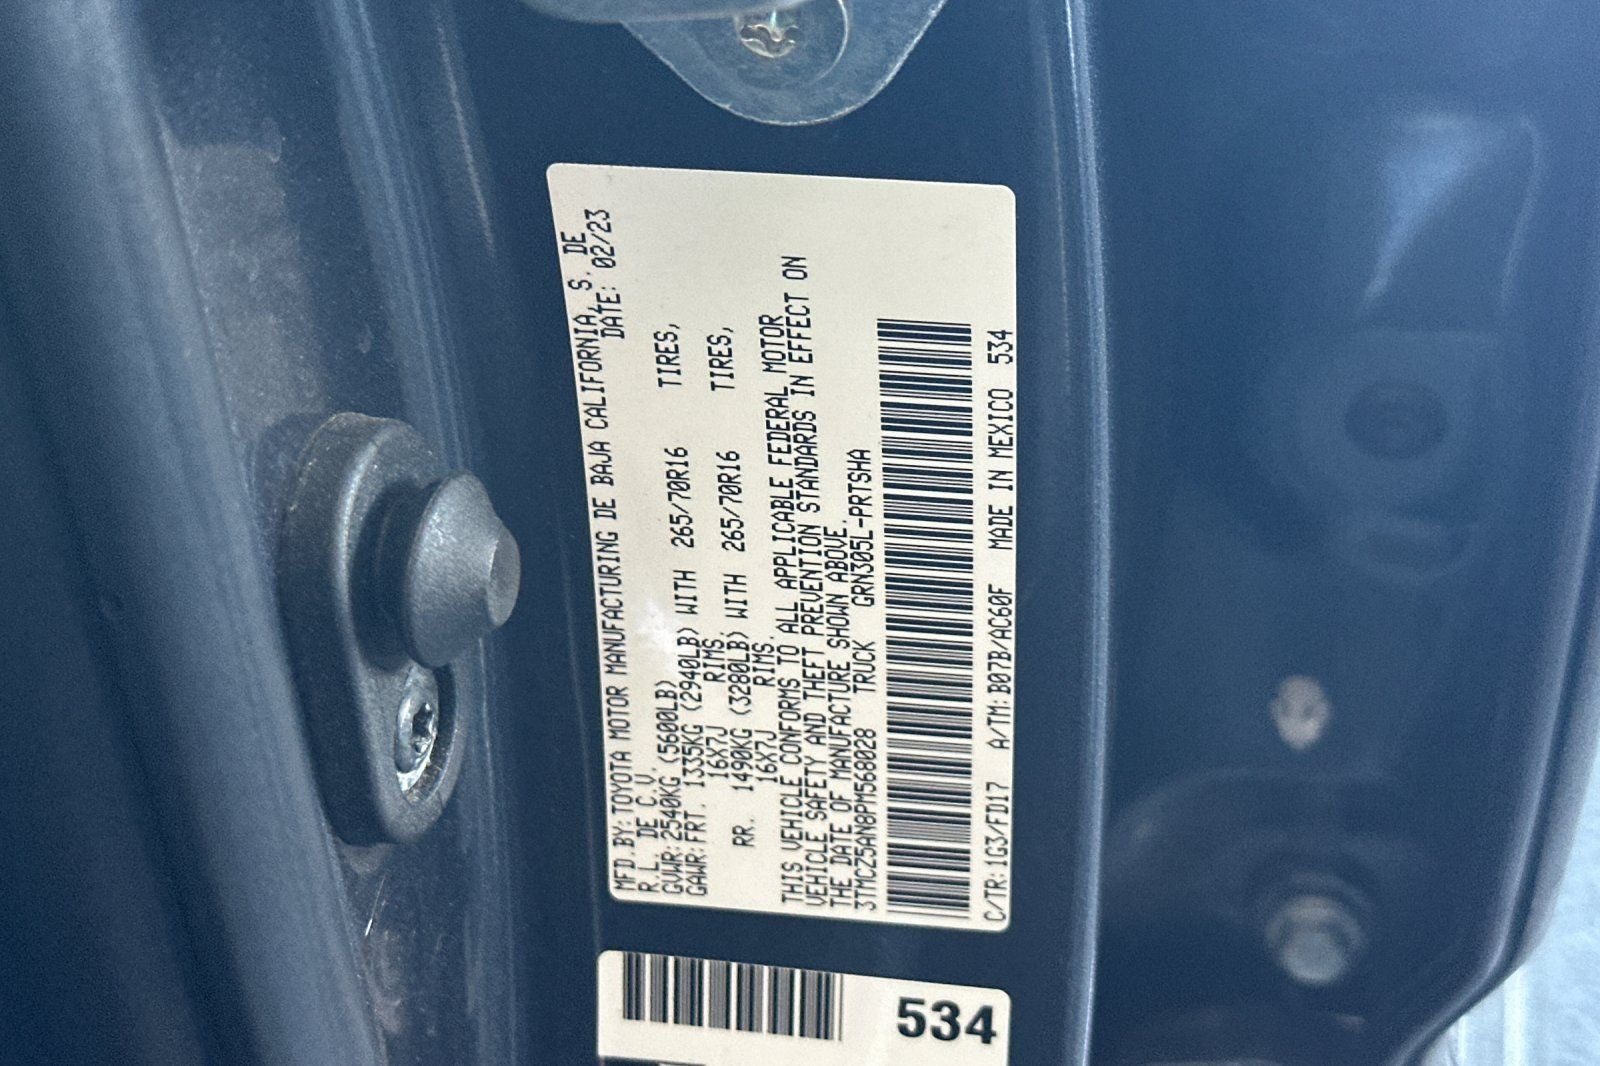 MFD.BY:TOYOTA MOTOR MANUFACTURING DE BAJA CALIFORNIA, S. DE
R.L. DE C.V. DATE: 02/23
GVWR:2540KG (5600LB)
GAWR:FRT. 1335KG (2940LB) WITH 265/70R16 TIRES,
16X7J RIMS,
RR. 1490KG (3280LB) WITH 265/70R16 TIRES,
16X7J RIMS.
THIS VEHICLE CONFORMS TO ALL APPLICABLE FEDERAL MOTOR
VEHICLE SAFETY AND THEFT PREVENTION STANDARDS IN EFFECT ON
THE DATE OF MANUFACTURE SHOWN ABOVE.
3TMCZ5AN8PM568028 TRUCK GRN305L-PRTSHA
C/TR:1G3/FD17 A/TM:B07B/AC60F MADE IN MEXICO 534
534